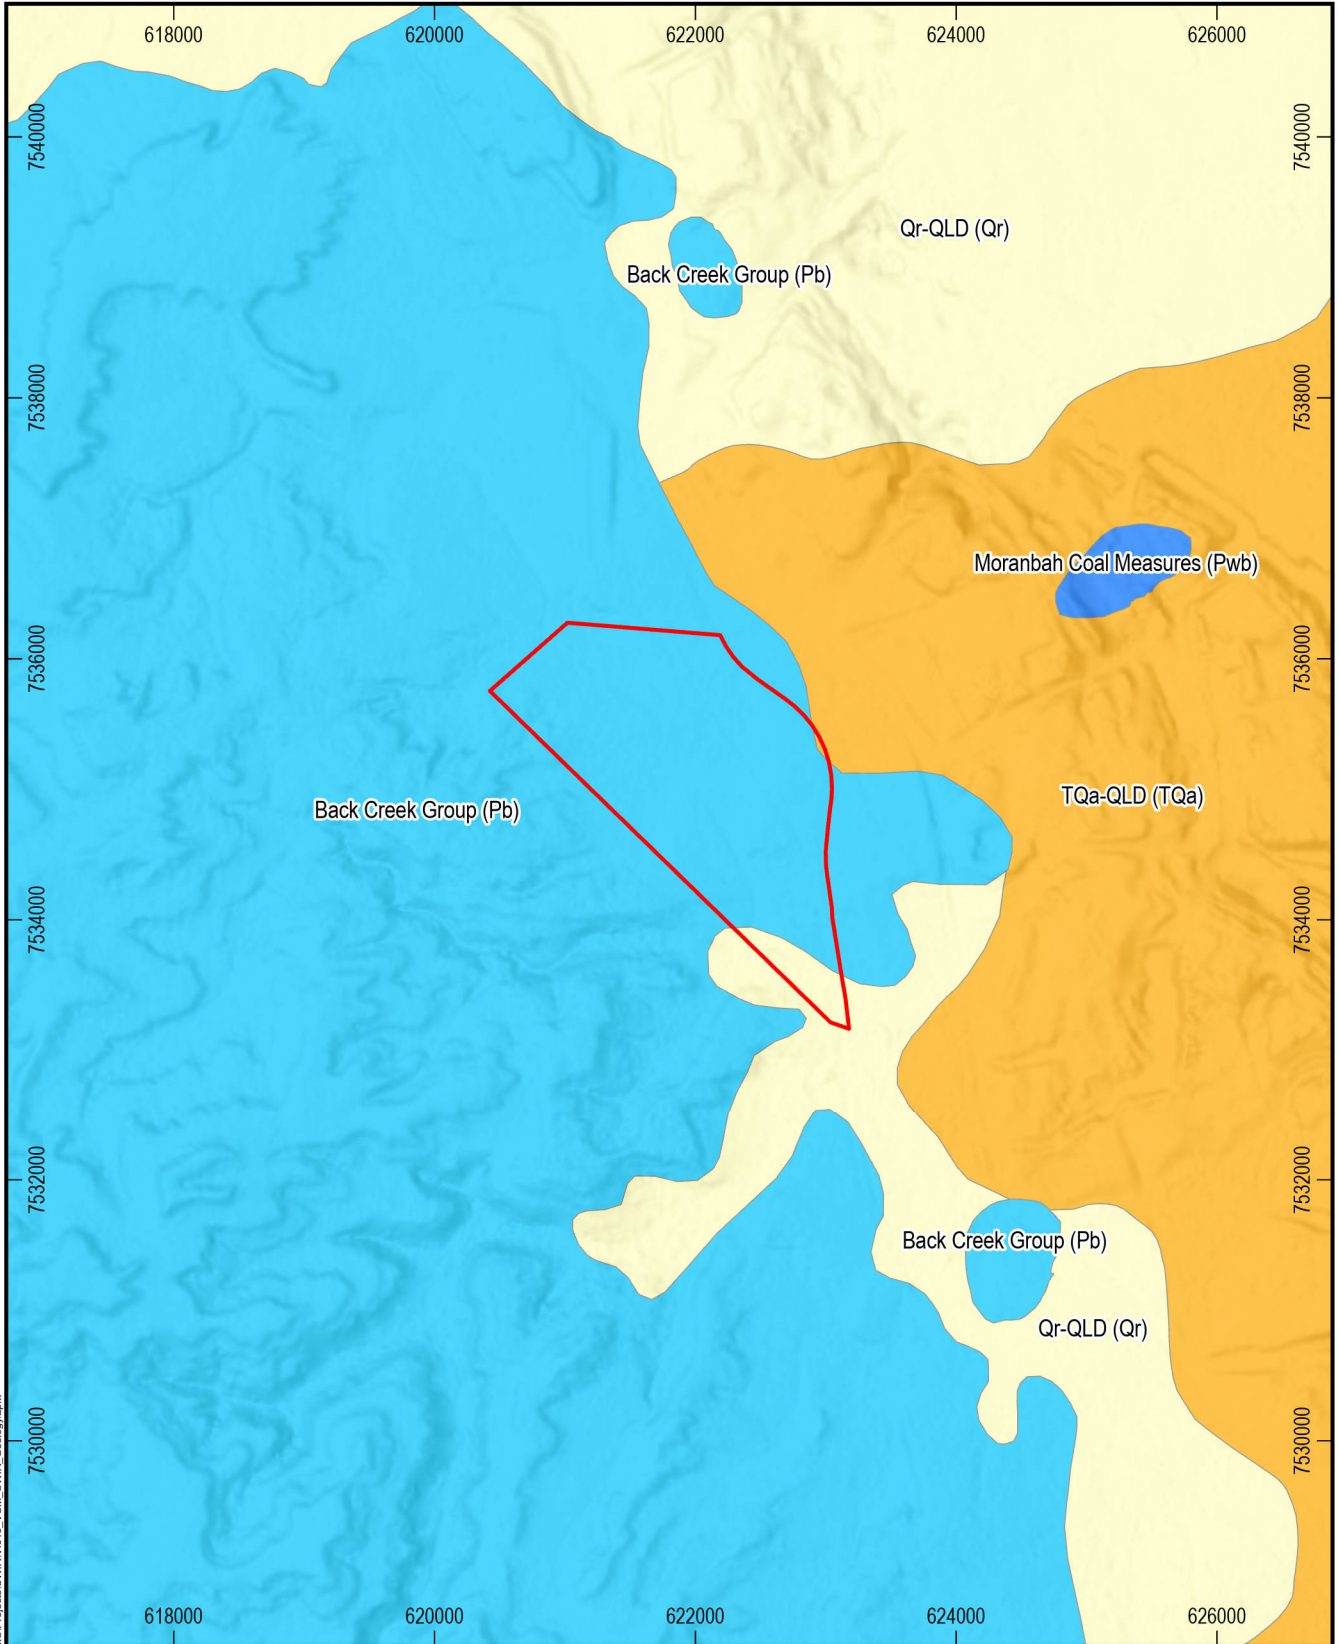 618000 620000 622000 624000 626000
7540000 7540000
Qr-QLD (Qr)
Back Creek Group (Pb)
7538000 7538000
Moranbah Coal Measures (Pwb)
7536000 7536000
TQa-QLD (TQa)
Back Creek Group (Pb)
7534000 7534000
7532000 7532000
Back Creek Group (Pb)
Qr-QLD (Qr)
7530000 7530000
618000 620000 622000 624000 626000